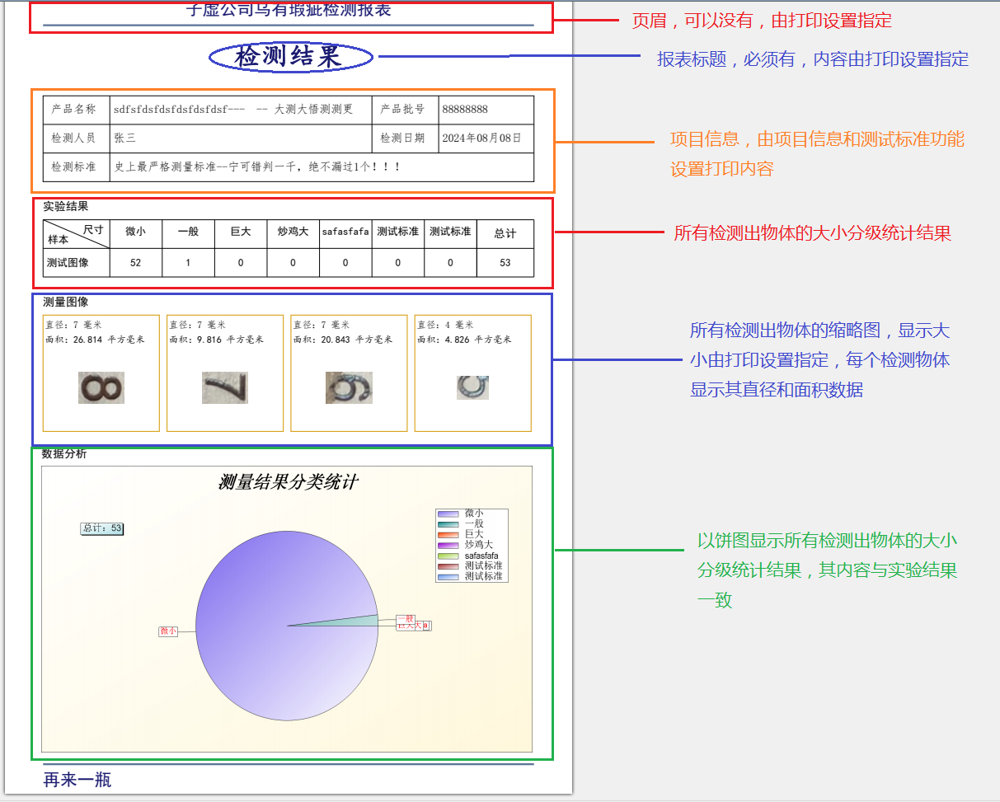 子虚公司乌有瑕疵检测报表
页眉，可以没有，由打印设置指定
检测结果
报表标题，必须有，内容由打印设置指定
产品名称 sdfsfdsfdsfdsfdsfdsf--- -- 大测大悟测测更 产品批号 88888888
检测人员 张三 检测日期 2024年08月08日
检测标准 史上最严格测量标准--宁可错判一千，绝不漏过1个！！！
项目信息，由项目信息和测试标准功能
设置打印内容
实验结果
尺寸 样本 微小 一般 巨大 炒鸡大 safasfafa 测试标准 测试标准 总计
测试图像 52 1 0 0 0 0 0 53
所有检测出物体的大小分级统计结果
测量图像
直径：7 毫米 直径：7 毫米 直径：7 毫米 直径：4 毫米
面积：26.814 平方毫米 面积：9.816 平方毫米 面积：20.843 平方毫米 面积：4.826 平方毫米
8 7 6
所有检测出物体的缩略图，显示大
小由打印设置指定，每个检测物体
显示其直径和面积数据
数据分析
测量结果分类统计
总计：53
微小
一般
巨大
炒鸡大
safasfafa
测试标准
测试标准
微小
一般
以饼图显示所有检测出物体的大小
分级统计结果，其内容与实验结果
一致
再来一瓶